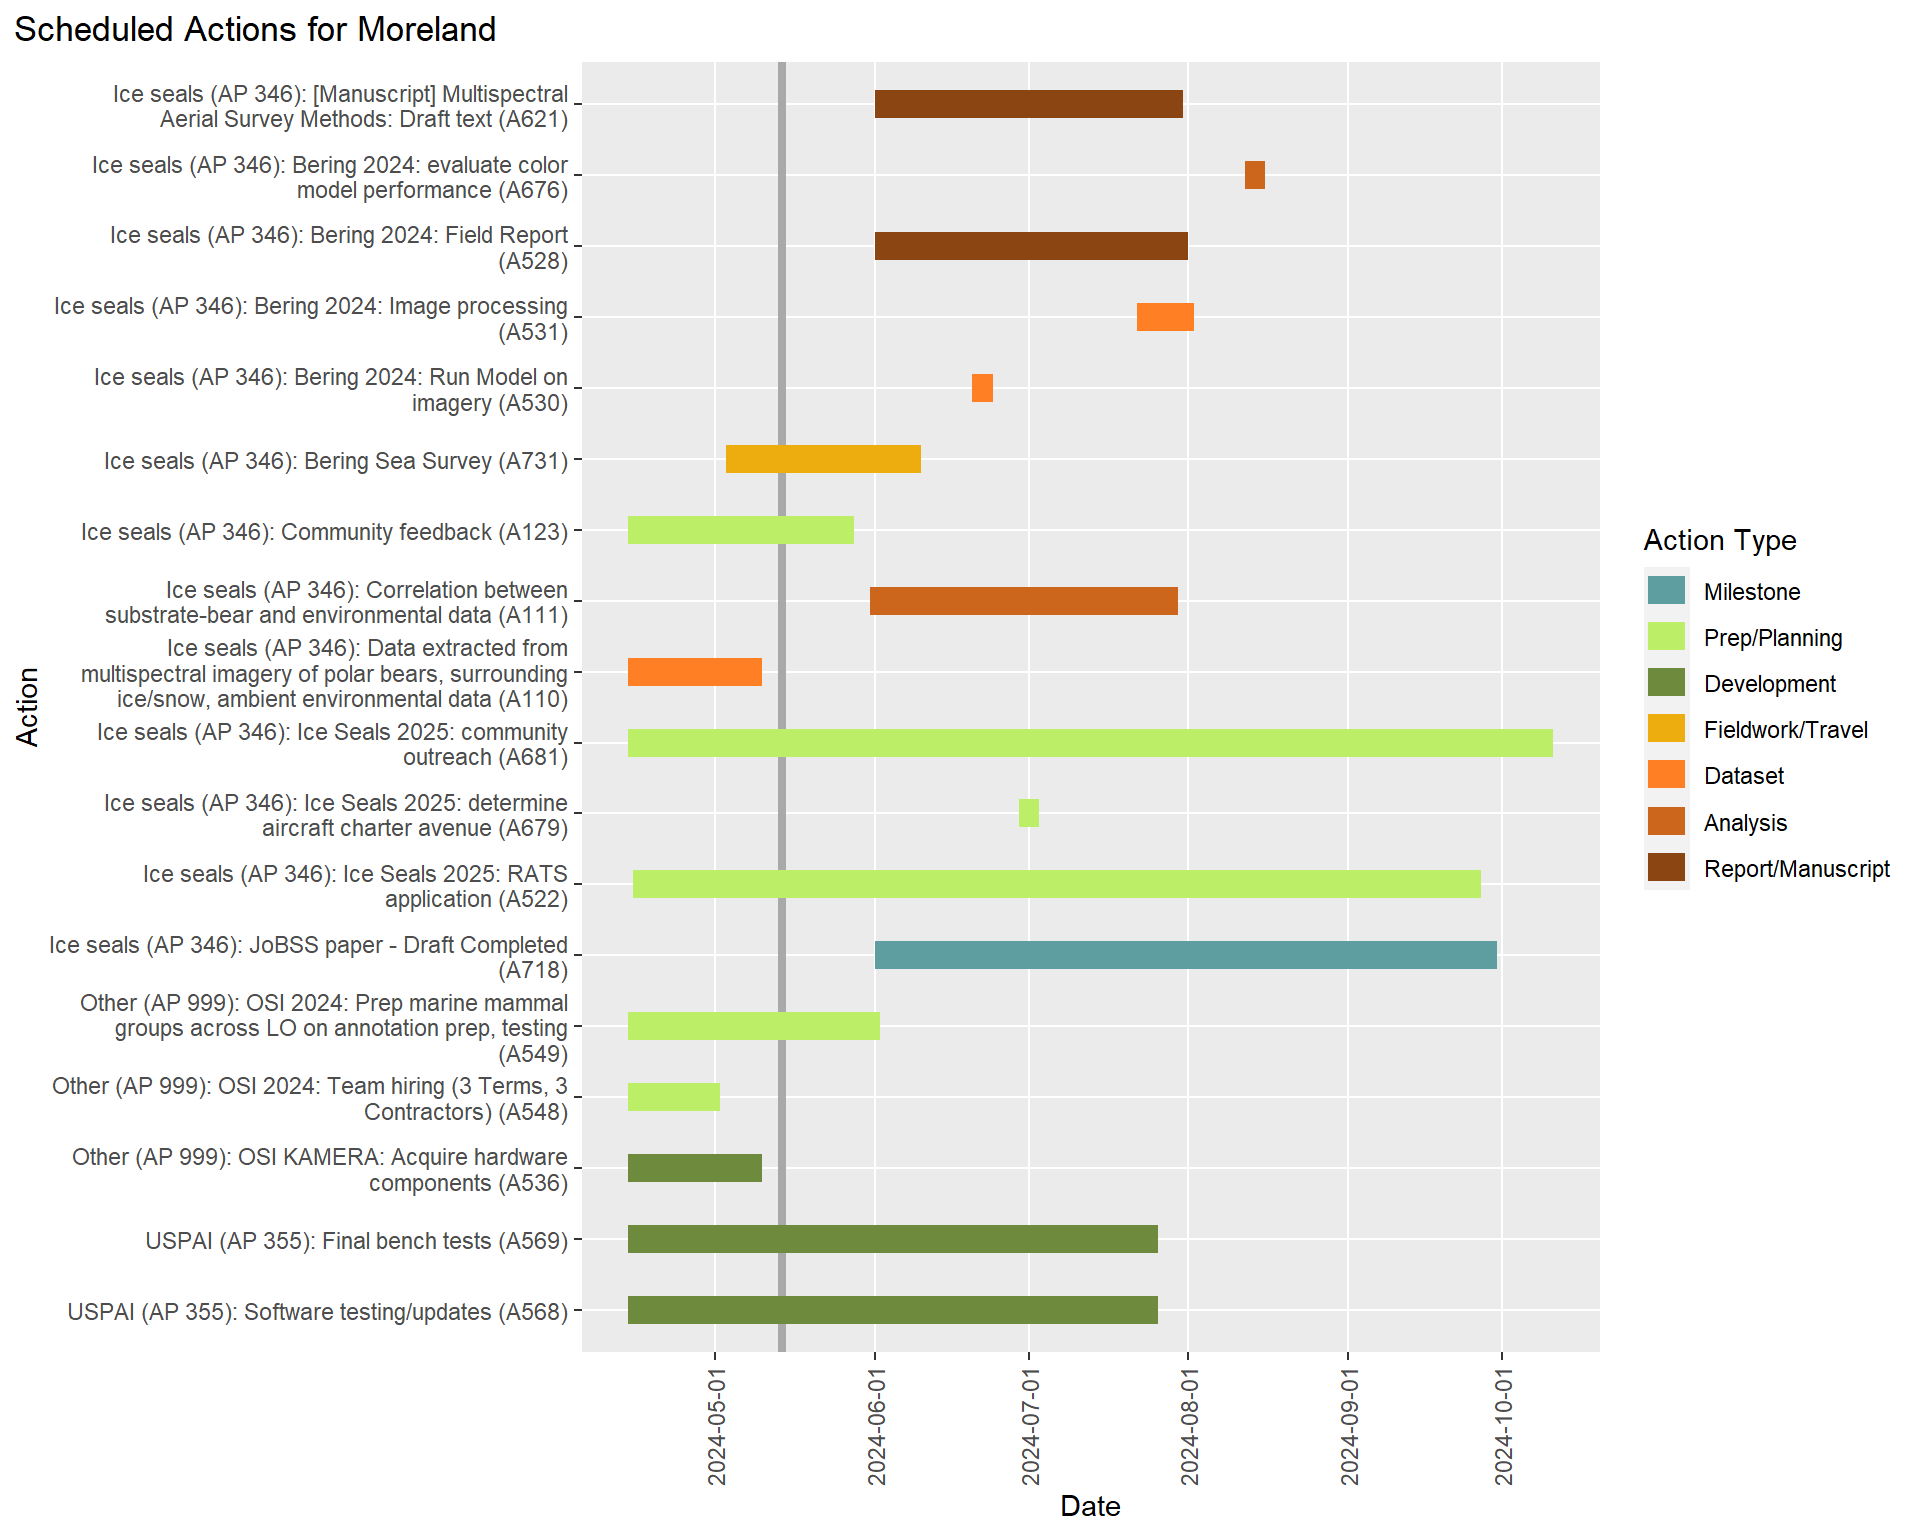 Scheduled Actions for Moreland
Ice seals (AP 346): [Manuscript] Multispectral
Aerial Survey Methods: Draft text (A621)
Ice seals (AP 346): Bering 2024: evaluate color
model performance (A676)
Ice seals (AP 346): Bering 2024: Field Report
(A528)
Ice seals (AP 346): Bering 2024: Image processing
(A531)
Ice seals (AP 346): Bering 2024: Run Model on
imagery (A530)
Ice seals (AP 346): Bering Sea Survey (A731)
Ice seals (AP 346): Community feedback (A123)
Ice seals (AP 346): Correlation between
substrate-bear and environmental data (A111)
Ice seals (AP 346): Data extracted from
multispectral imagery of polar bears, surrounding
ice/snow, ambient environmental data (A110)
Ice seals (AP 346): Ice Seals 2025: community
outreach (A681)
Ice seals (AP 346): Ice Seals 2025: determine
aircraft charter avenue (A679)
Ice seals (AP 346): Ice Seals 2025: RATS
application (A522)
Ice seals (AP 346): JoBSS paper - Draft Completed
(A718)
Other (AP 999): OSI 2024: Prep marine mammal
groups across LO on annotation prep, testing
(A549)
Other (AP 999): OSI 2024: Team hiring (3 Terms, 3
Contractors) (A548)
Other (AP 999): OSI KAMERA: Acquire hardware
components (A536)
USPAI (AP 355): Final bench tests (A569)
USPAI (AP 355): Software testing/updates (A568)
Action
2024-05-01
2024-06-01
2024-07-01
2024-08-01
2024-09-01
2024-10-01
Date
Action Type
Milestone
Prep/Planning
Development
Fieldwork/Travel
Dataset
Analysis
Report/Manuscript